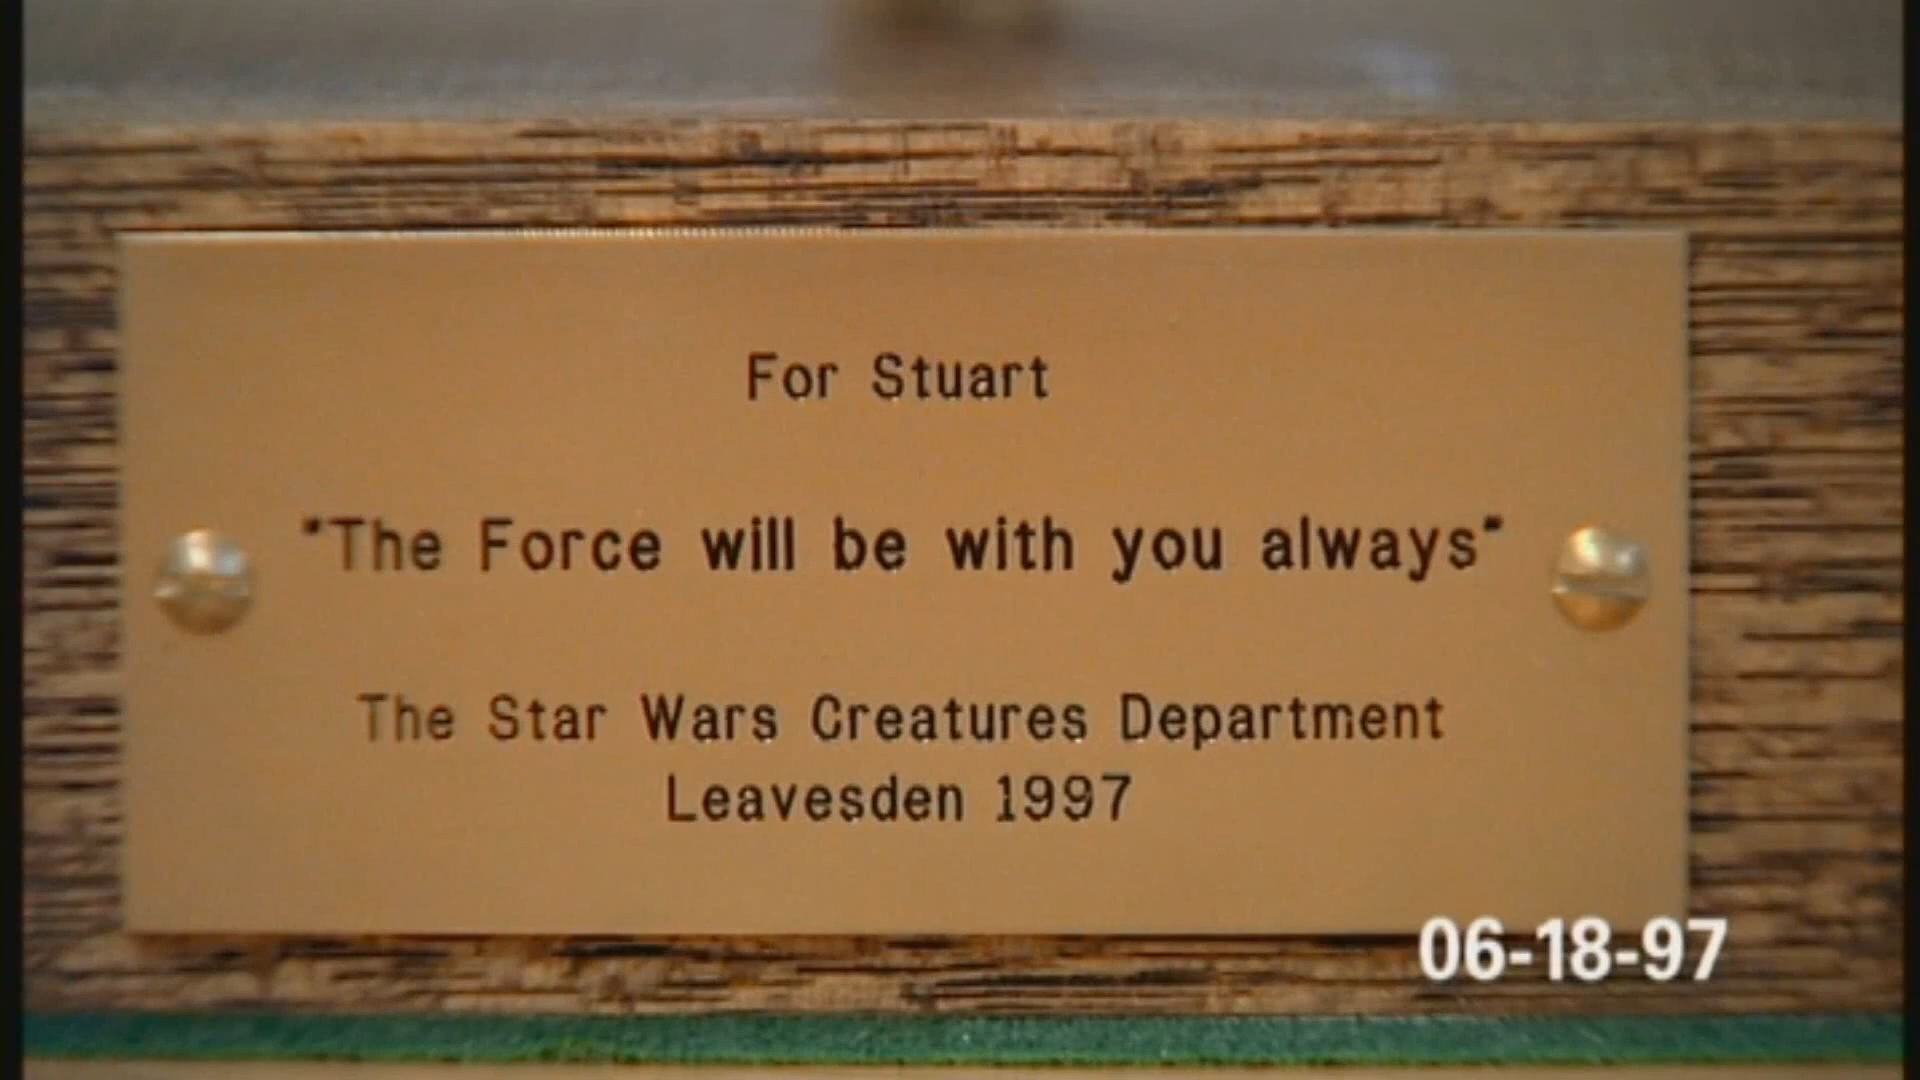 For Stuart
"The Force will be with you always"
The Star Wars Creatures Department
Leavesden 1997
06-18-97